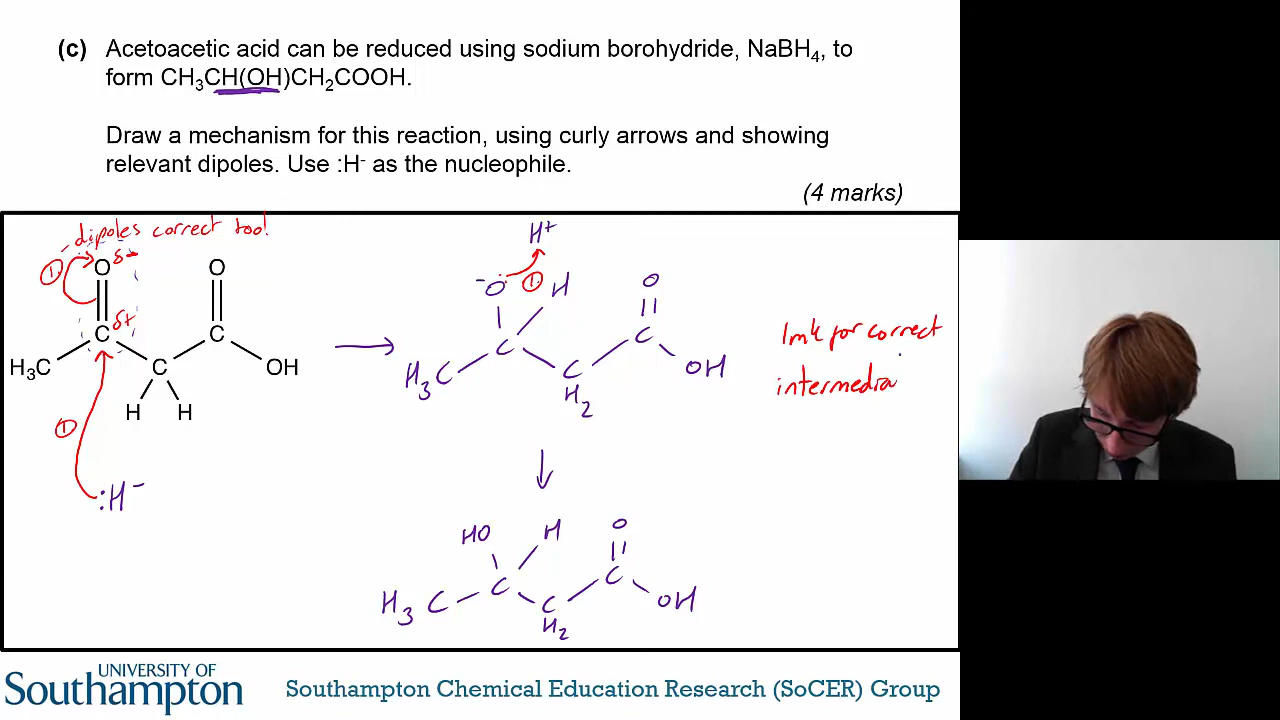 (c) Acetoacetic acid can be reduced using sodium borohydride, NaBH₄, to
form CH₃CH(OH)CH₂COOH.
Draw a mechanism for this reaction, using curly arrows and showing
relevant dipoles. Use :H⁻ as the nucleophile.
(4 marks)
dipoles correct too!
① O δ- O
δ+
C C
H₃C C OH
H H
①
:H⁻
H⁺
①
⁻O H O
C C
H₃C C OH
H₂
1mk for correct
intermedia
HO H O
C C
H₃C C OH
H₂
UNIVERSITY OF
Southampton
Southampton Chemical Education Research (SoCER) Group